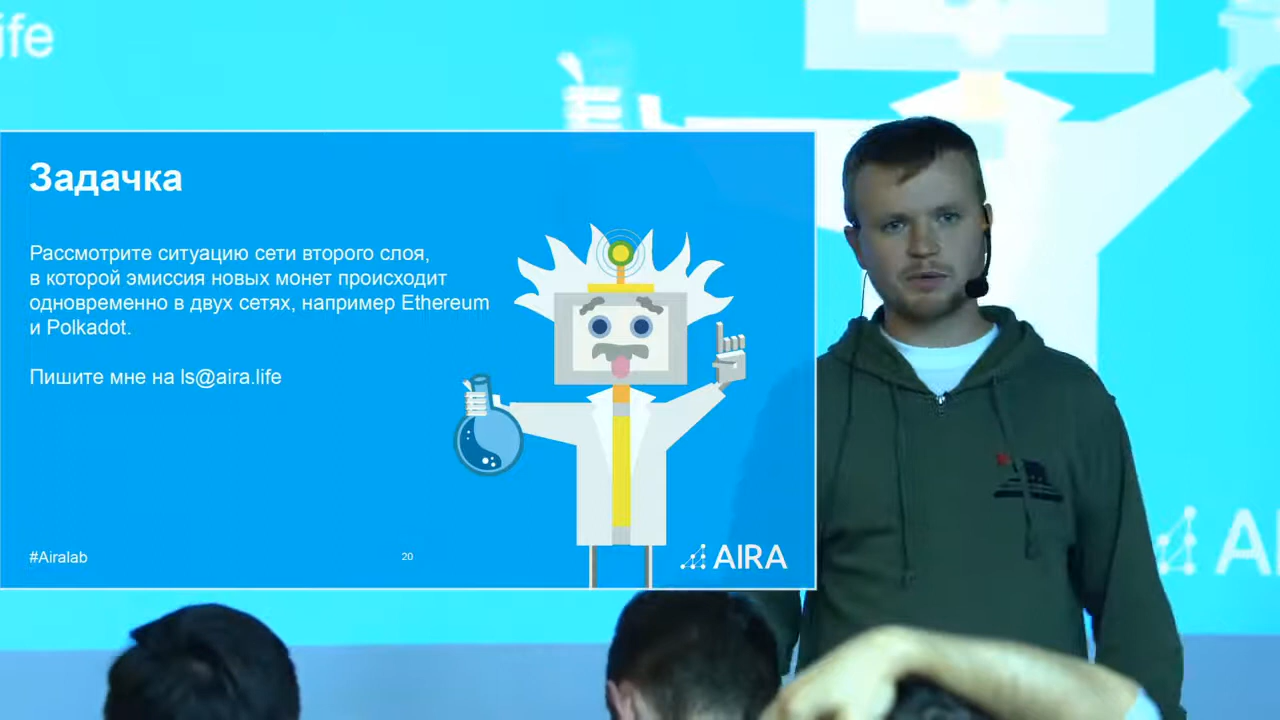 ife
Задачка
Рассмотрите ситуацию сети второго слоя,
в которой эмиссия новых монет происходит
одновременно в двух сетях, например Ethereum
и Polkadot.
Пишите мне на ls@aira.life
#Airalab
20
AIRA
AI